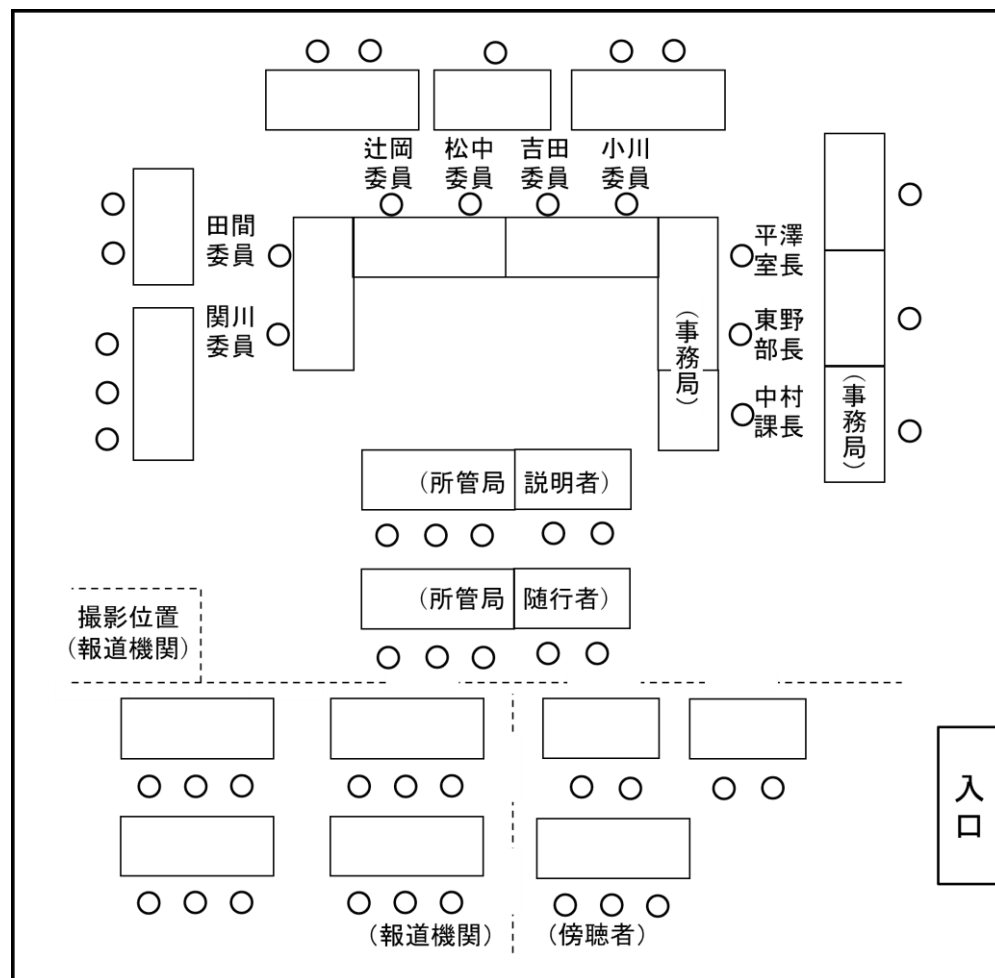 辻岡
委員
松中
委員
吉田
委員
小川
委員
田間
委員
関川
委員
平澤
室長
東野
部長
中村
課長
（事務局）
（事務局）
（所管局 説明者）
（所管局 随行者）
撮影位置
（報道機関）
入口
（報道機関）
（傍聴者）